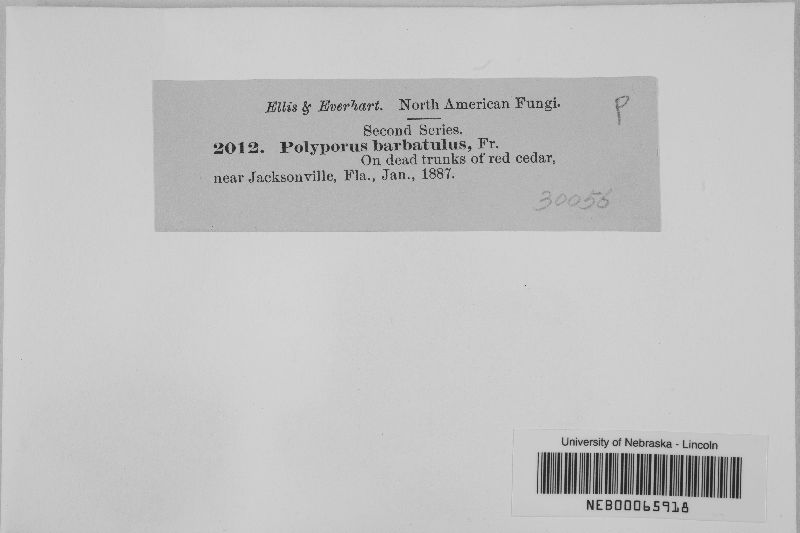 Ellis & Everhart. North American Fungi.
P
Second Series.
2012. Polyporus barbatulus, Fr.
On dead trunks of red cedar,
near Jacksonville, Fla., Jan., 1887.
30056
University of Nebraska - Lincoln
NEB00065918